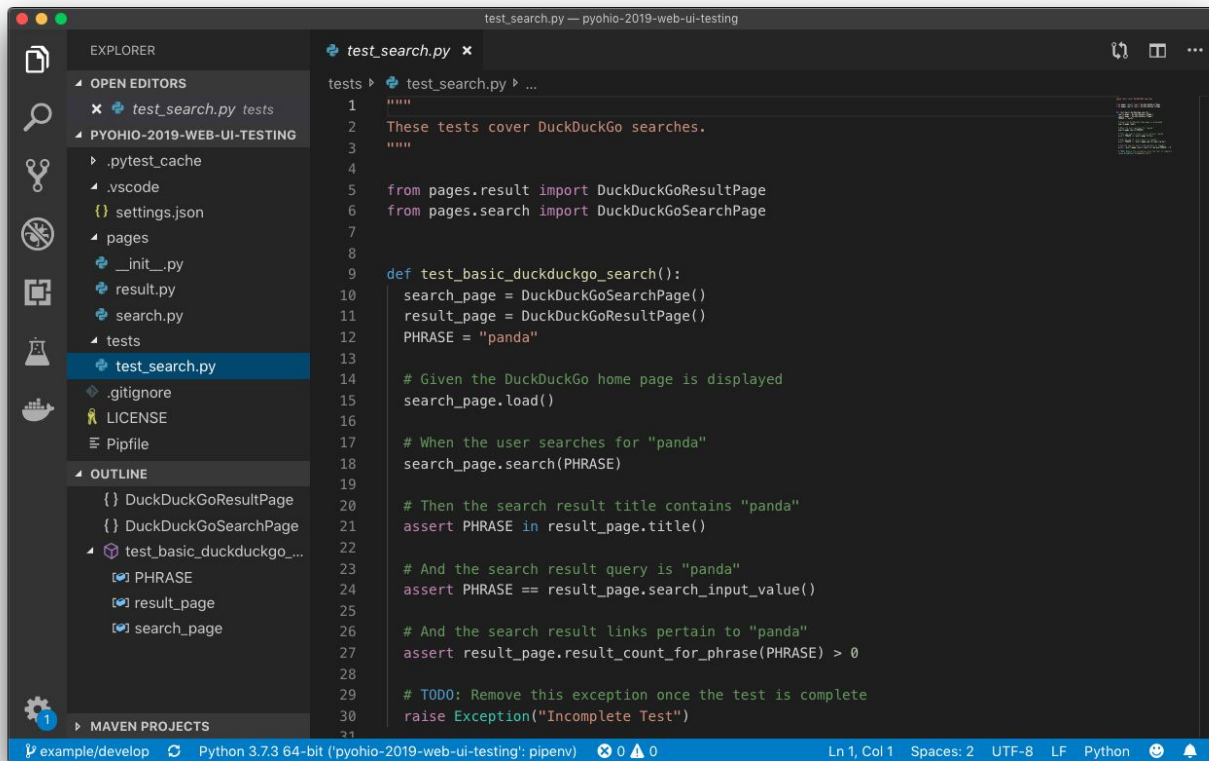 test_search.py — pyohio-2019-web-ui-testing
EXPLORER
OPEN EDITORS
test_search.py tests
PYOHIO-2019-WEB-UI-TESTING
.pytest_cache
.vscode
{} settings.json
pages
__init__.py
result.py
search.py
tests
test_search.py
.gitignore
LICENSE
Pipfile
OUTLINE
{} DuckDuckGoResultPage
{} DuckDuckGoSearchPage
test_basic_duckduckgo_...
PHRASE
result_page
search_page
MAVEN PROJECTS
1
test_search.py ×
tests test_search.py ...
1 """
2 These tests cover DuckDuckGo searches.
3 """
4
5 from pages.result import DuckDuckGoResultPage
6 from pages.search import DuckDuckGoSearchPage
7
8
9 def test_basic_duckduckgo_search():
10 search_page = DuckDuckGoSearchPage()
11 result_page = DuckDuckGoResultPage()
12 PHRASE = "panda"
13
14 # Given the DuckDuckGo home page is displayed
15 search_page.load()
16
17 # When the user searches for "panda"
18 search_page.search(PHRASE)
19
20 # Then the search result title contains "panda"
21 assert PHRASE in result_page.title()
22
23 # And the search result query is "panda"
24 assert PHRASE == result_page.search_input_value()
25
26 # And the search result links pertain to "panda"
27 assert result_page.result_count_for_phrase(PHRASE) > 0
28
29 # TODO: Remove this exception once the test is complete
30 raise Exception("Incomplete Test")
31
example/develop Python 3.7.3 64-bit ('pyohio-2019-web-ui-testing': pipenv) 0 0 Ln 1, Col 1 Spaces: 2 UTF-8 LF Python